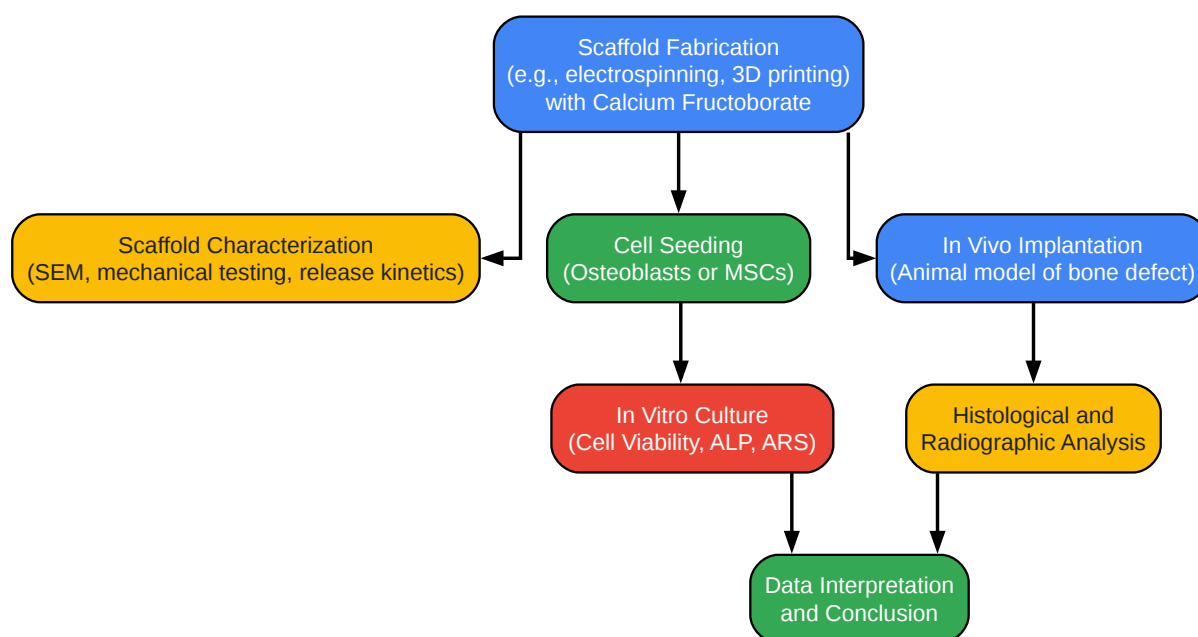 Scaffold Fabrication
(e.g., electrospinning, 3D printing)
with Calcium Fructoborate
Scaffold Characterization
(SEM, mechanical testing, release kinetics)
Cell Seeding
(Osteoblasts or MSCs)
In Vivo Implantation
(Animal model of bone defect)
In Vitro Culture
(Cell Viability, ALP, ARS)
Histological and
Radiographic Analysis
Data Interpretation
and Conclusion